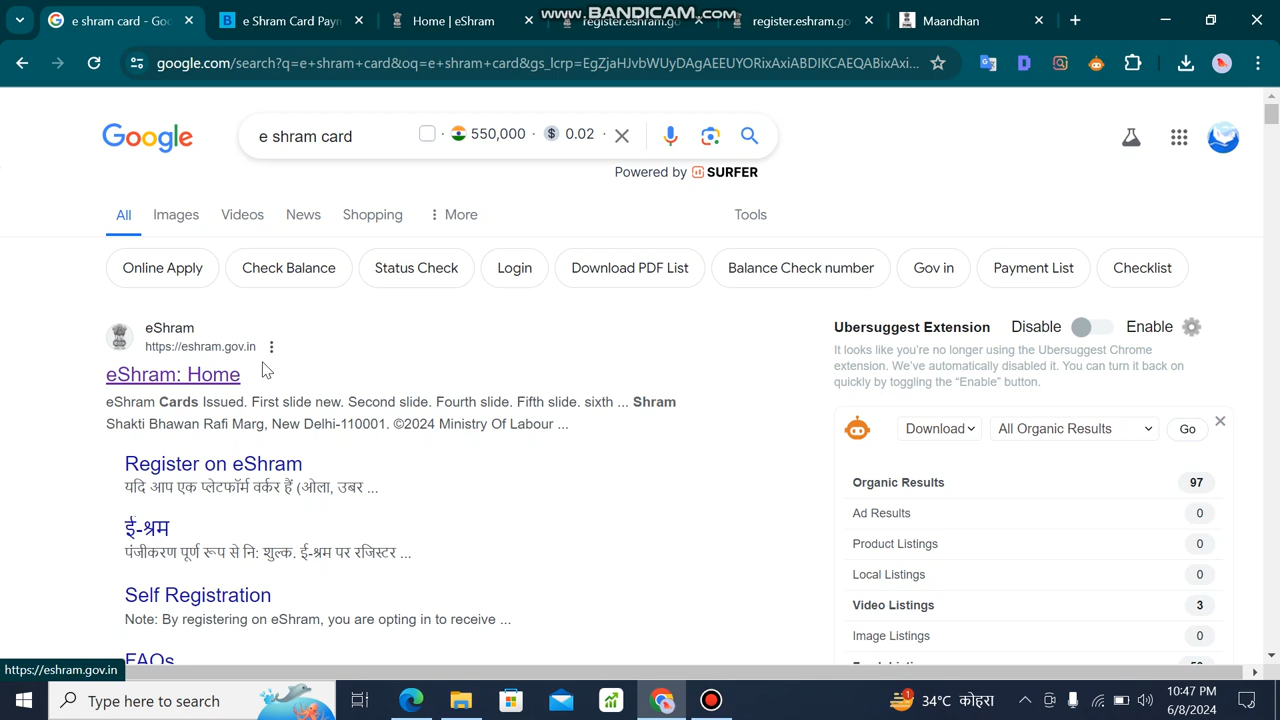 www.BANDICAM.com
e shram card - Goo
e Shram Card Paym
Home | eShram
register.eshram.go
register.eshram.go
Maandhan
google.com/search?q=e+shram+card&oq=e+shram+card&gs_lcrp=EgZjaHJvbWUyDAgAEEUYORixAxiABDIKCAEQABixAxi...
Google
e shram card
· 550,000 · $ 0.02 ·
Powered by SURFER
All
Images
Videos
News
Shopping
More
Tools
Online Apply
Check Balance
Status Check
Login
Download PDF List
Balance Check number
Gov in
Payment List
Checklist
eShram
https://eshram.gov.in
eShram: Home
eShram Cards Issued. First slide new. Second slide. Fourth slide. Fifth slide. sixth ... Shram
Shakti Bhawan Rafi Marg, New Delhi-110001. ©2024 Ministry Of Labour ...
Register on eShram
यदि आप एक प्लेटफॉर्म वर्कर हैं (ओला, उबर ...
ई-श्रम
पंजीकरण पूर्ण रूप से नि: शुल्क. ई-श्रम पर रजिस्टर ...
Self Registration
Note: By registering on eShram, you are opting in to receive ...
FAQs
Ubersuggest Extension
Disable
Enable
It looks like you're no longer using the Ubersuggest Chrome
extension. We've automatically disabled it. You can turn it back on
quickly by toggling the “Enable” button.
Download
All Organic Results
Go
Organic Results 97
Ad Results 0
Product Listings 0
Local Listings 0
Video Listings 3
Image Listings 0
https://eshram.gov.in
Type here to search
1
34°C कोहरा
10:47 PM
6/8/2024